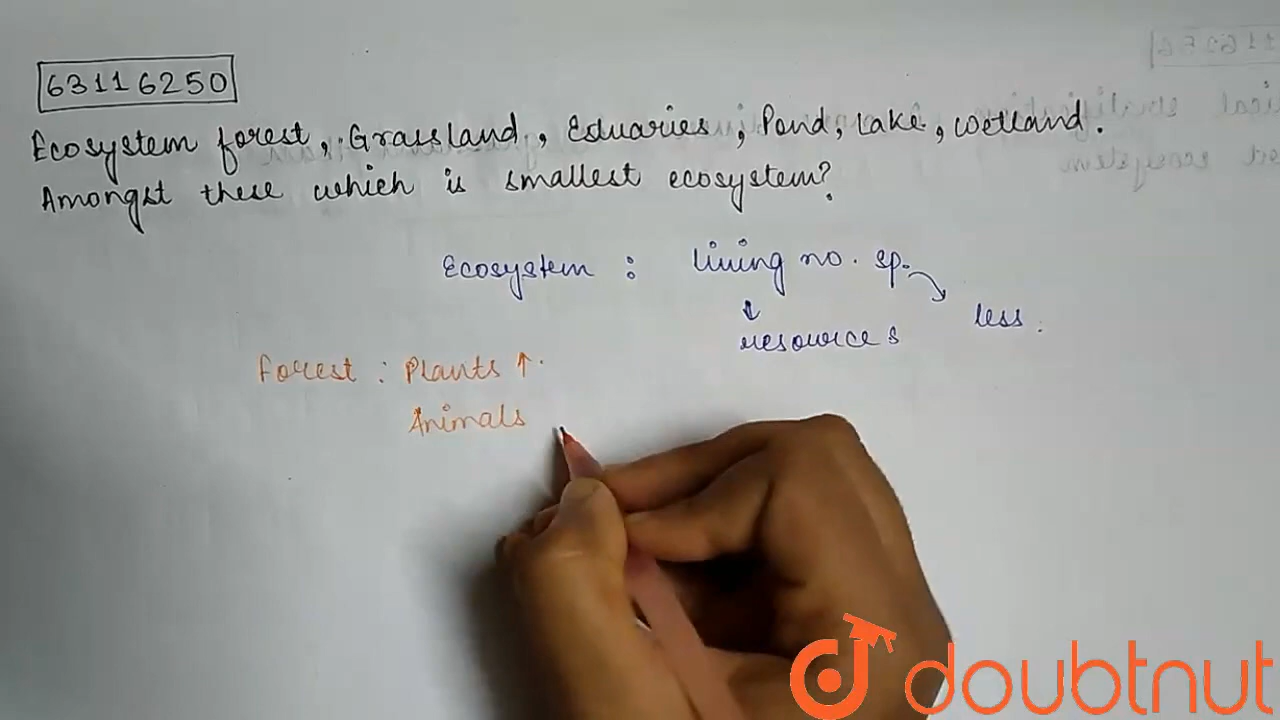 63116250
Ecosystem forest, Grassland, Estuaries, Pond, Lake, wetland.
Amongst these which is smallest ecosystem?
Ecosystem : living no. sp.
resources less.
Forest : Plants ↑.
Animals
doubtnut